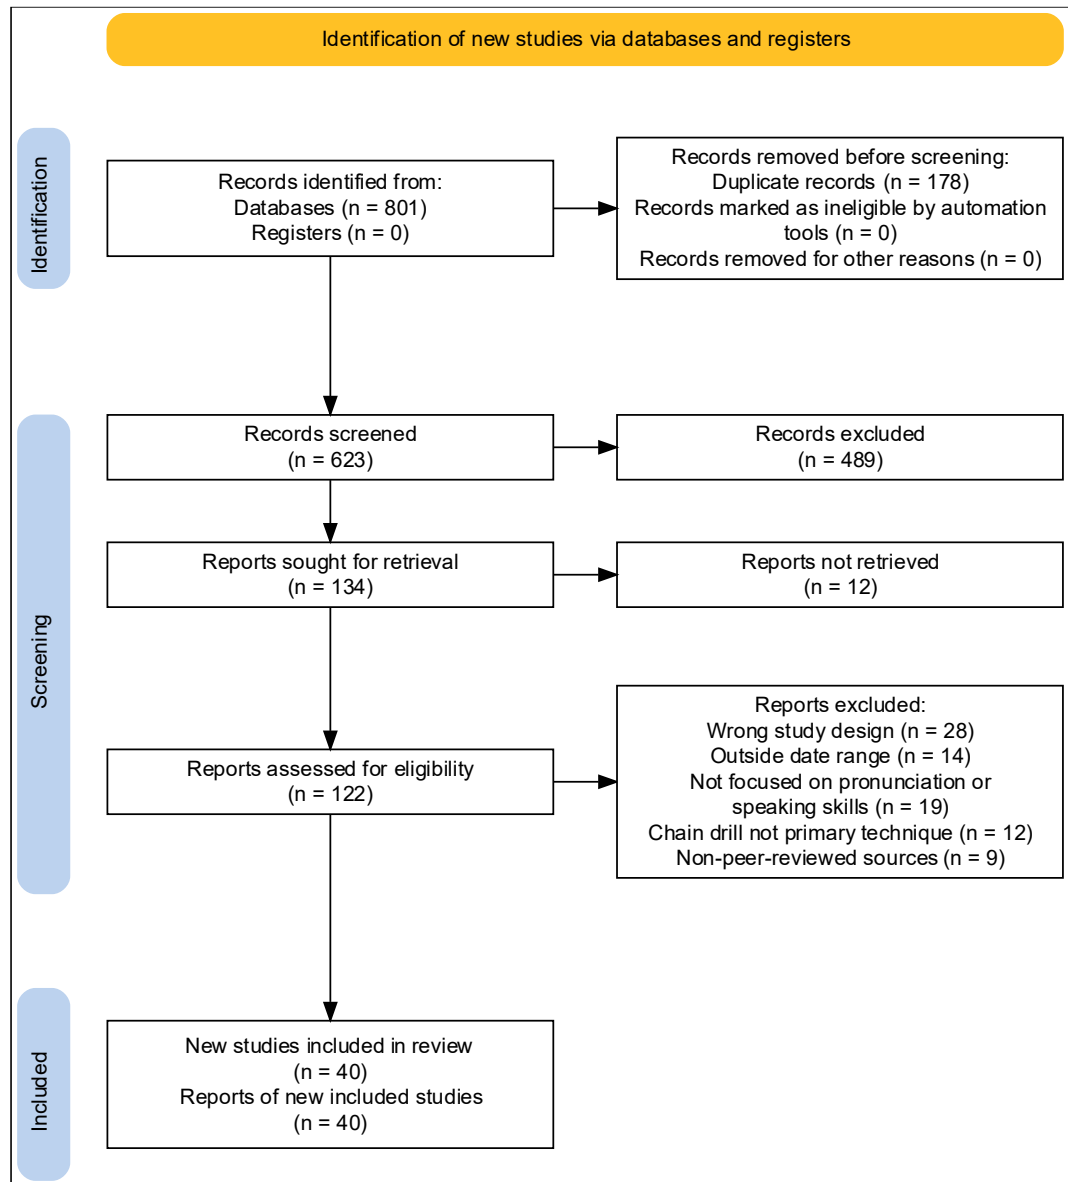 Identification of new studies via databases and registers
Identification
Records identified from:
Databases (n = 801)
Registers (n = 0)
Records removed before screening:
Duplicate records (n = 178)
Records marked as ineligible by automation
tools (n = 0)
Records removed for other reasons (n = 0)
Screening
Records screened
(n = 623)
Records excluded
(n = 489)
Reports sought for retrieval
(n = 134)
Reports not retrieved
(n = 12)
Reports assessed for eligibility
(n = 122)
Reports excluded:
Wrong study design (n = 28)
Outside date range (n = 14)
Not focused on pronunciation or
speaking skills (n = 19)
Chain drill not primary technique (n = 12)
Non-peer-reviewed sources (n = 9)
Included
New studies included in review
(n = 40)
Reports of new included studies
(n = 40)